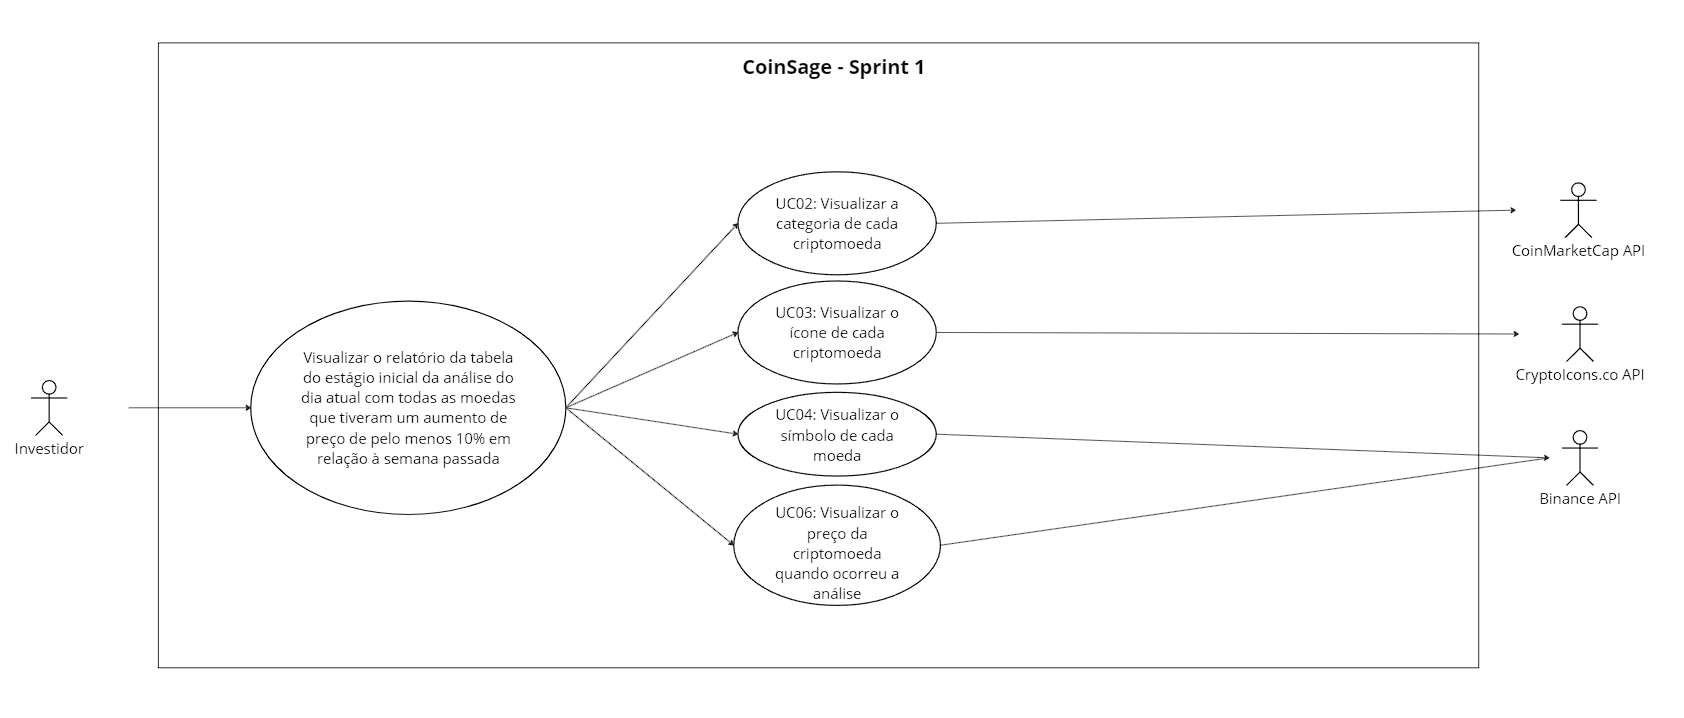 CoinSage - Sprint 1
Investidor
Visualizar o relatório da tabela
do estágio inicial da análise do
dia atual com todas as moedas
que tiveram um aumento de
preço de pelo menos 10% em
relação à semana passada
UC02: Visualizar a
categoria de cada
criptomoeda
UC03: Visualizar o
ícone de cada
criptomoeda
UC04: Visualizar o
símbolo de cada
moeda
UC06: Visualizar o
preço da
criptomoeda
quando ocorreu a
análise
CoinMarketCap API
CryptoIcons.co API
Binance API